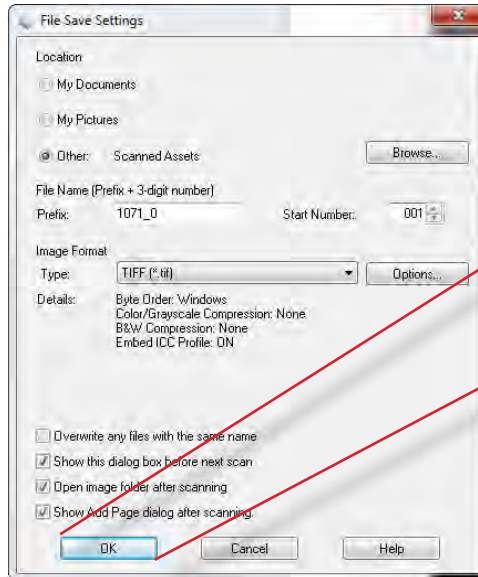 File Save Settings
Location
My Documents
My Pictures
Other: Scanned Assets Browse...
File Name (Prefix + 3-digit number)
Prefix: 1071_0 Start Number: 001
Image Format
Type: TIFF (*.tif) Options...
Details: Byte Order: Windows
Color/Grayscale Compression: None
B&W Compression: None
Embed ICC Profile: ON
Overwrite any files with the same name
Show this dialog box before next scan
Open image folder after scanning
Show Add Page dialog after scanning.
OK Cancel Help